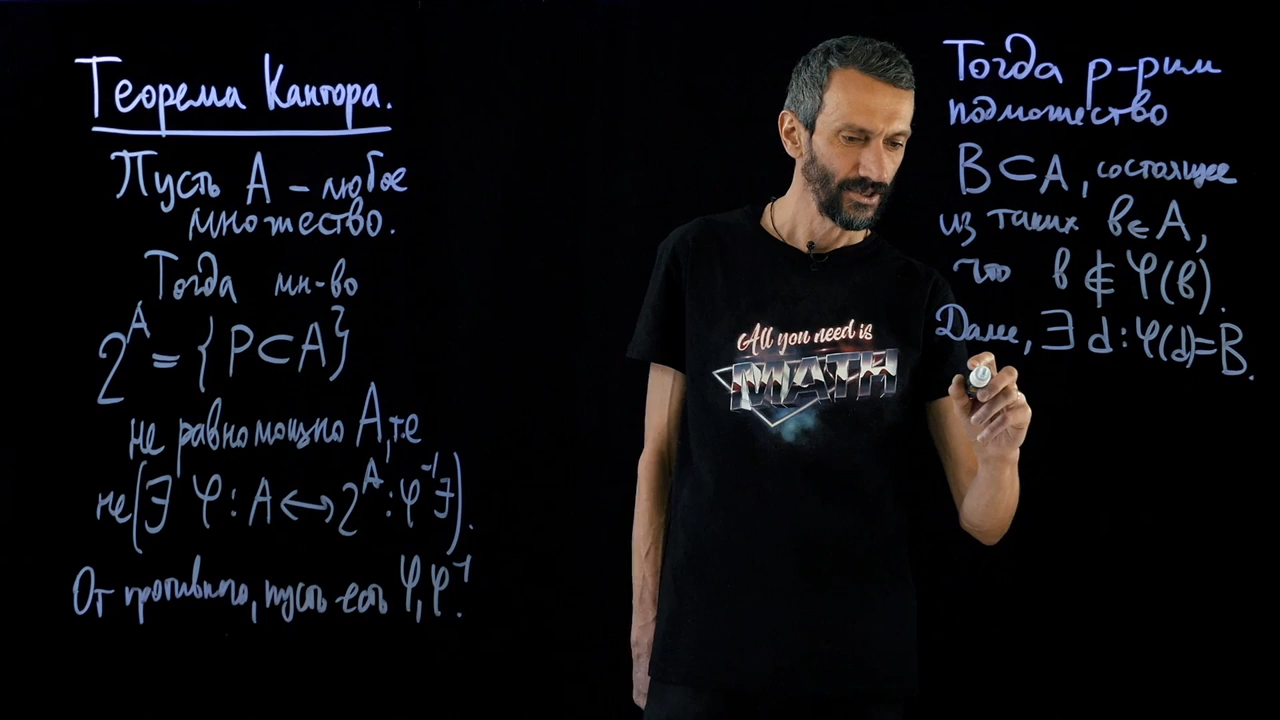 Теорема Кантора.
Пусть A – любое
множество.
Тогда мн-во
2^A = { P ⊂ A }
не равномощно A, т.е
не(∃ φ : A ↔ 2^A : φ^-1 ∃).
От противного, пусть есть φ, φ^-1.
All you need is
MATH
Тогда р-рим
подмножество
B ⊂ A, состоящее
из таких b ∈ A,
что b ∉ φ(b).
Далее, ∃ d : φ(d) = B.